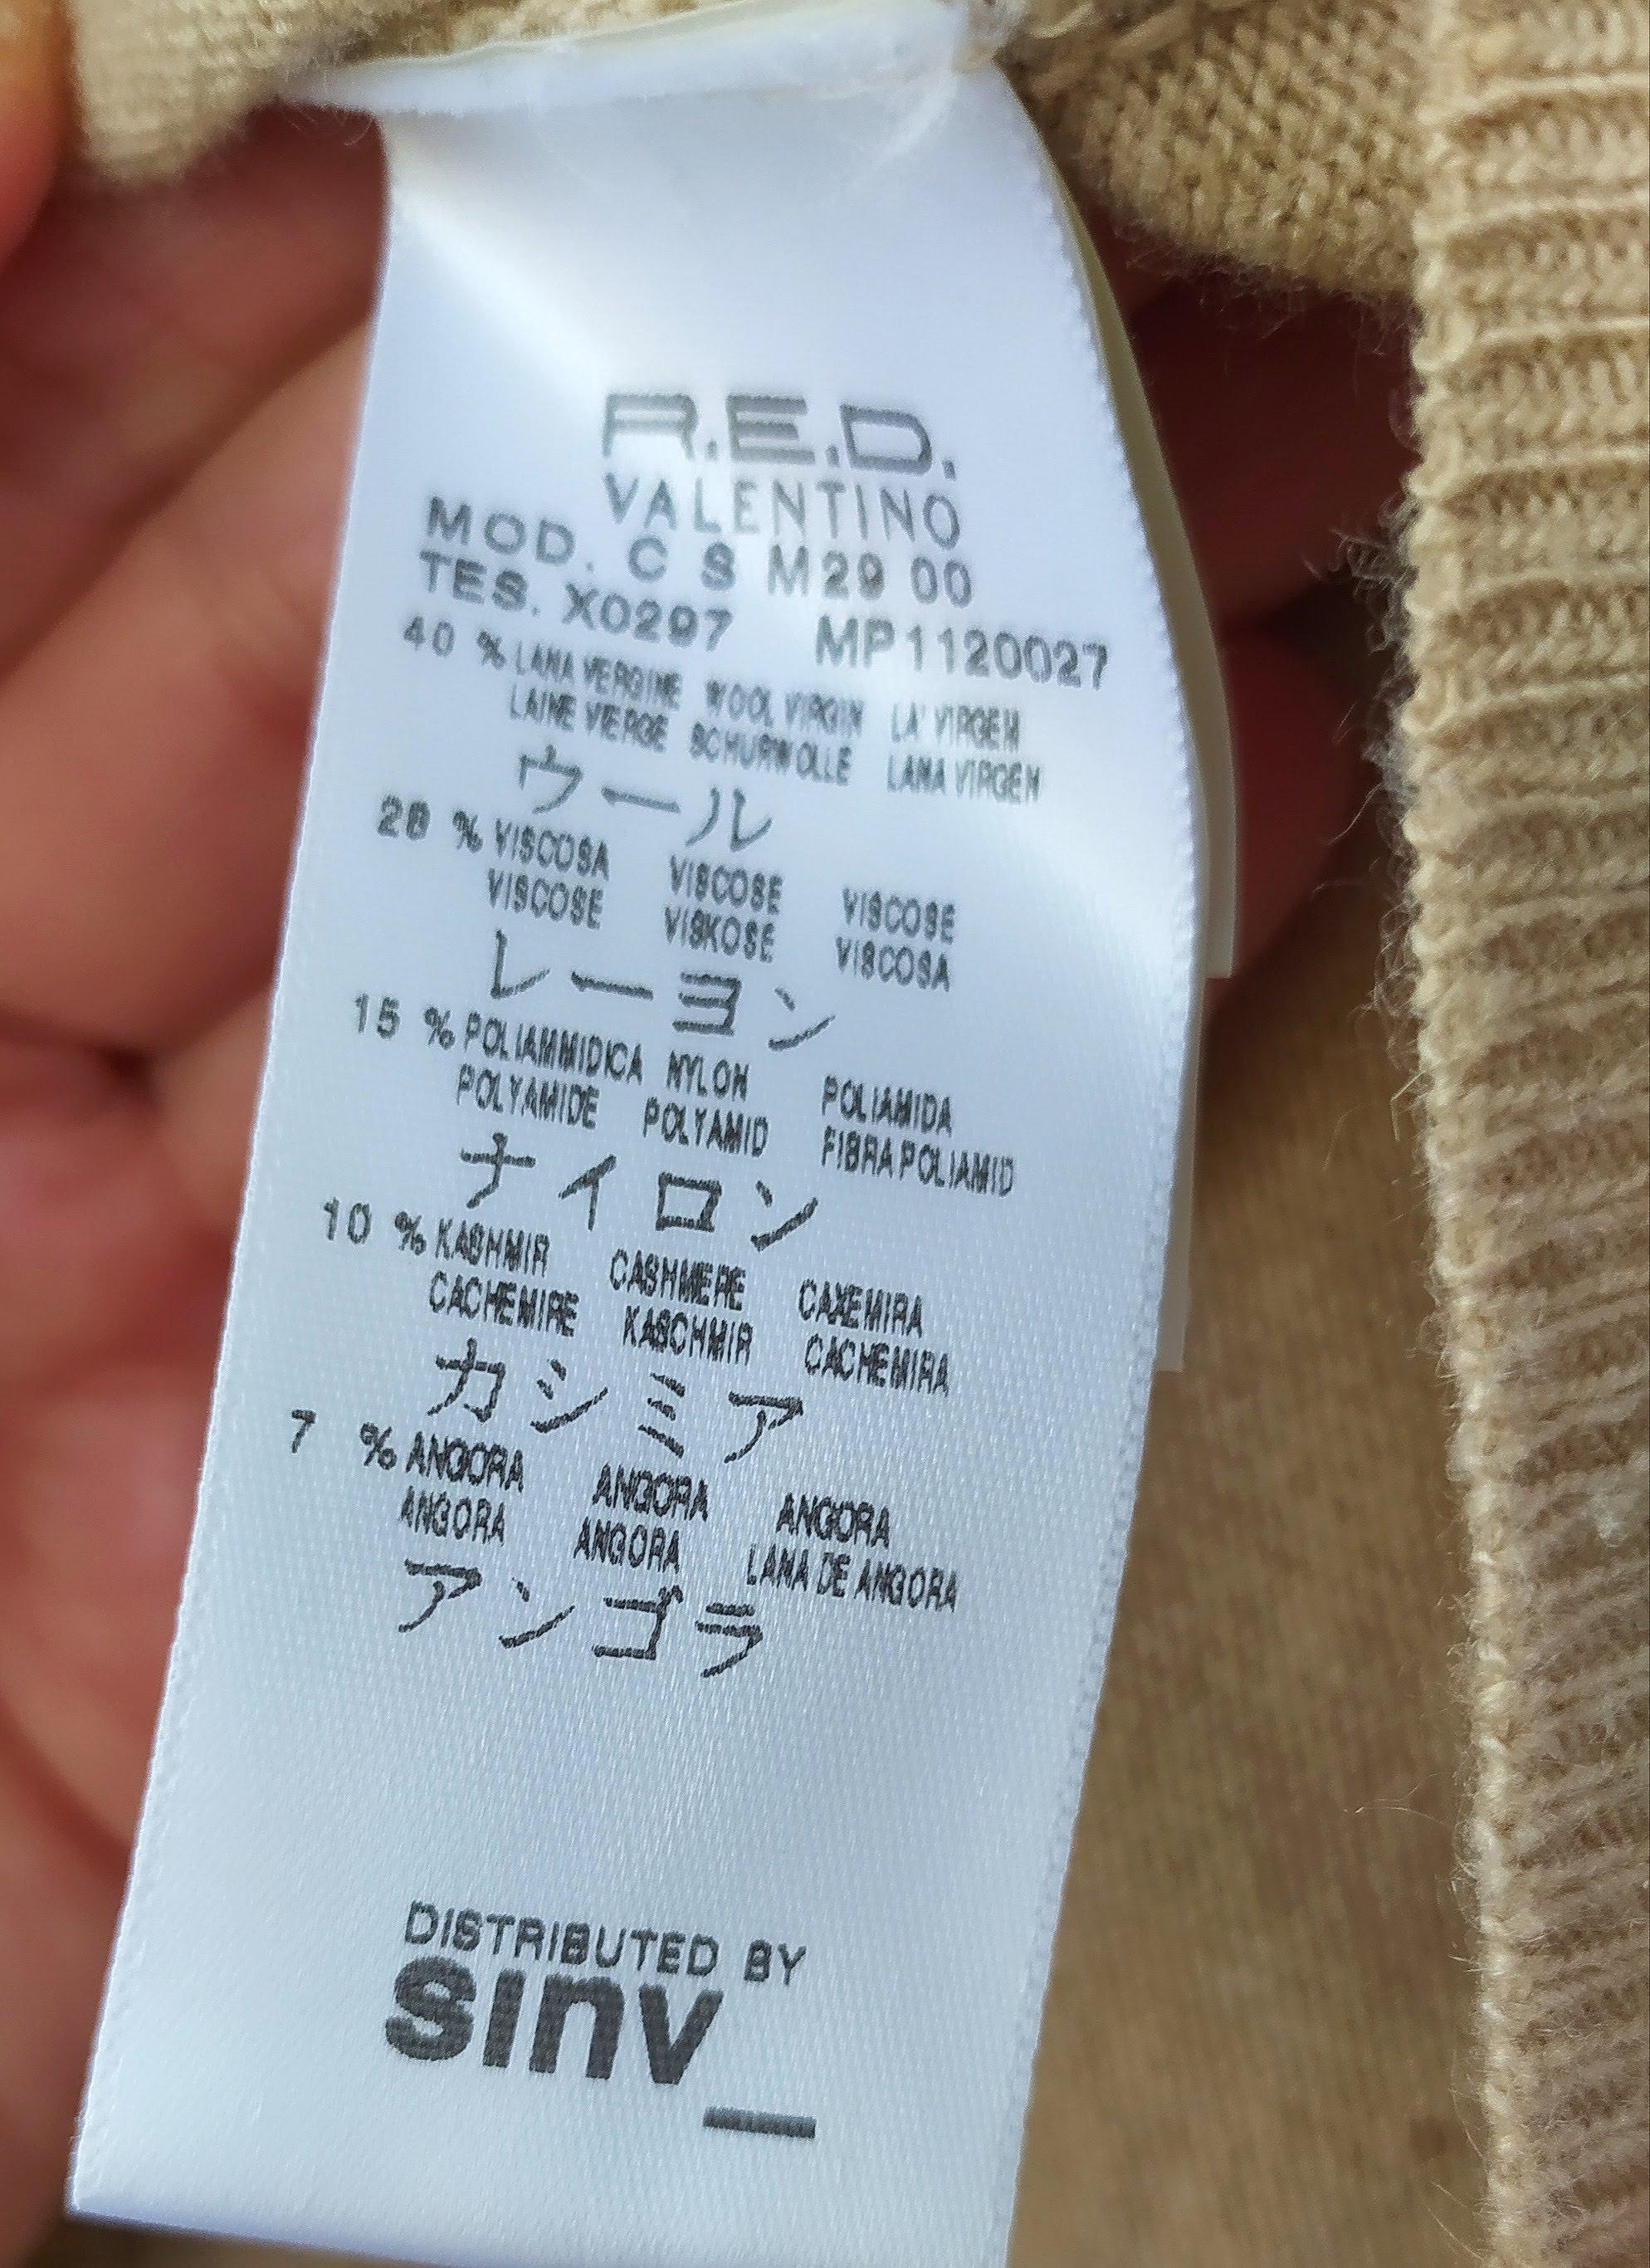 R.E.D.
VALENTINO
MOD. C S M29 00
TES. X0297 MP1120027
40 % LANA VERGINE WOOL VIRGIN LA' VIRGEM
LAINE VIERGE SCHURWOLLE LANA VIRGEN
ウール
28 % VISCOSA VISCOSE VISCOSE
VISCOSE VISKOSE VISCOSA
レーヨン
15 % POLIAMMIDICA NYLON POLIAMIDA
POLYAMIDE POLYAMID FIBRA POLIAMID
ナイロン
10 % KASHMIR CASHMERE CAXEMIRA
CACHEMIRE KASCHMIR CACHEMIRA
カシミア
7 % ANGORA ANGORA ANGORA
ANGORA ANGORA LANA DE ANGORA
アンゴラ
DISTRIBUTED BY
sinv_